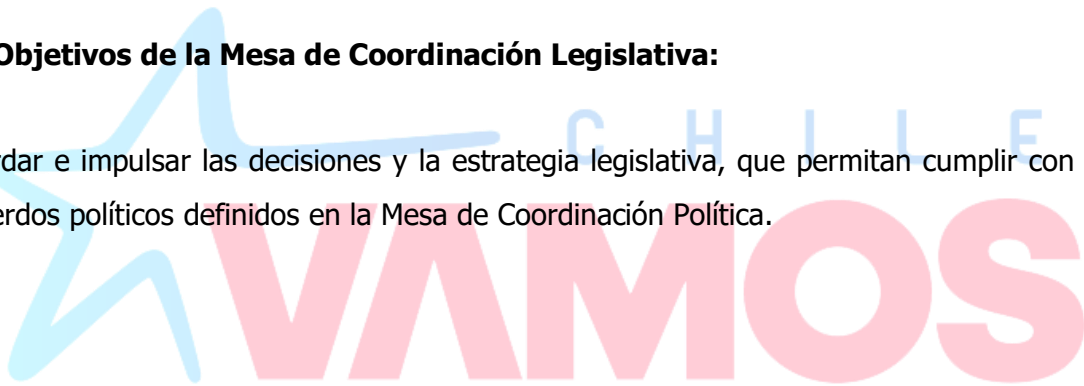 Objetivos de la Mesa de Coordinación Legislativa:
CHILE
rdar e impulsar las decisiones y la estrategia legislativa, que permitan cumplir con
erdos políticos definidos en la Mesa de Coordinación Política.
VAMOS